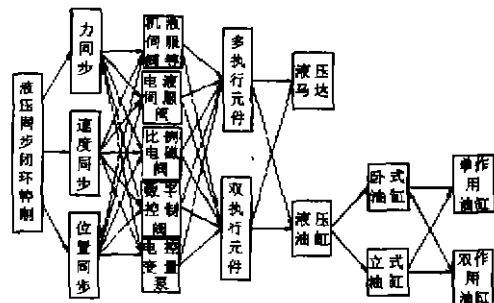 液压同步闭环控制
力同步
速度同步
位置同步
机液
伺服
电液
伺服
阀
比例
电磁
阀
数字
控制
阀
电控
变量
泵
多执行元件
双执行元件
液压
马达
液压
油缸
卧式
油缸
立式
油缸
单作
用
油缸
双作
用
油缸